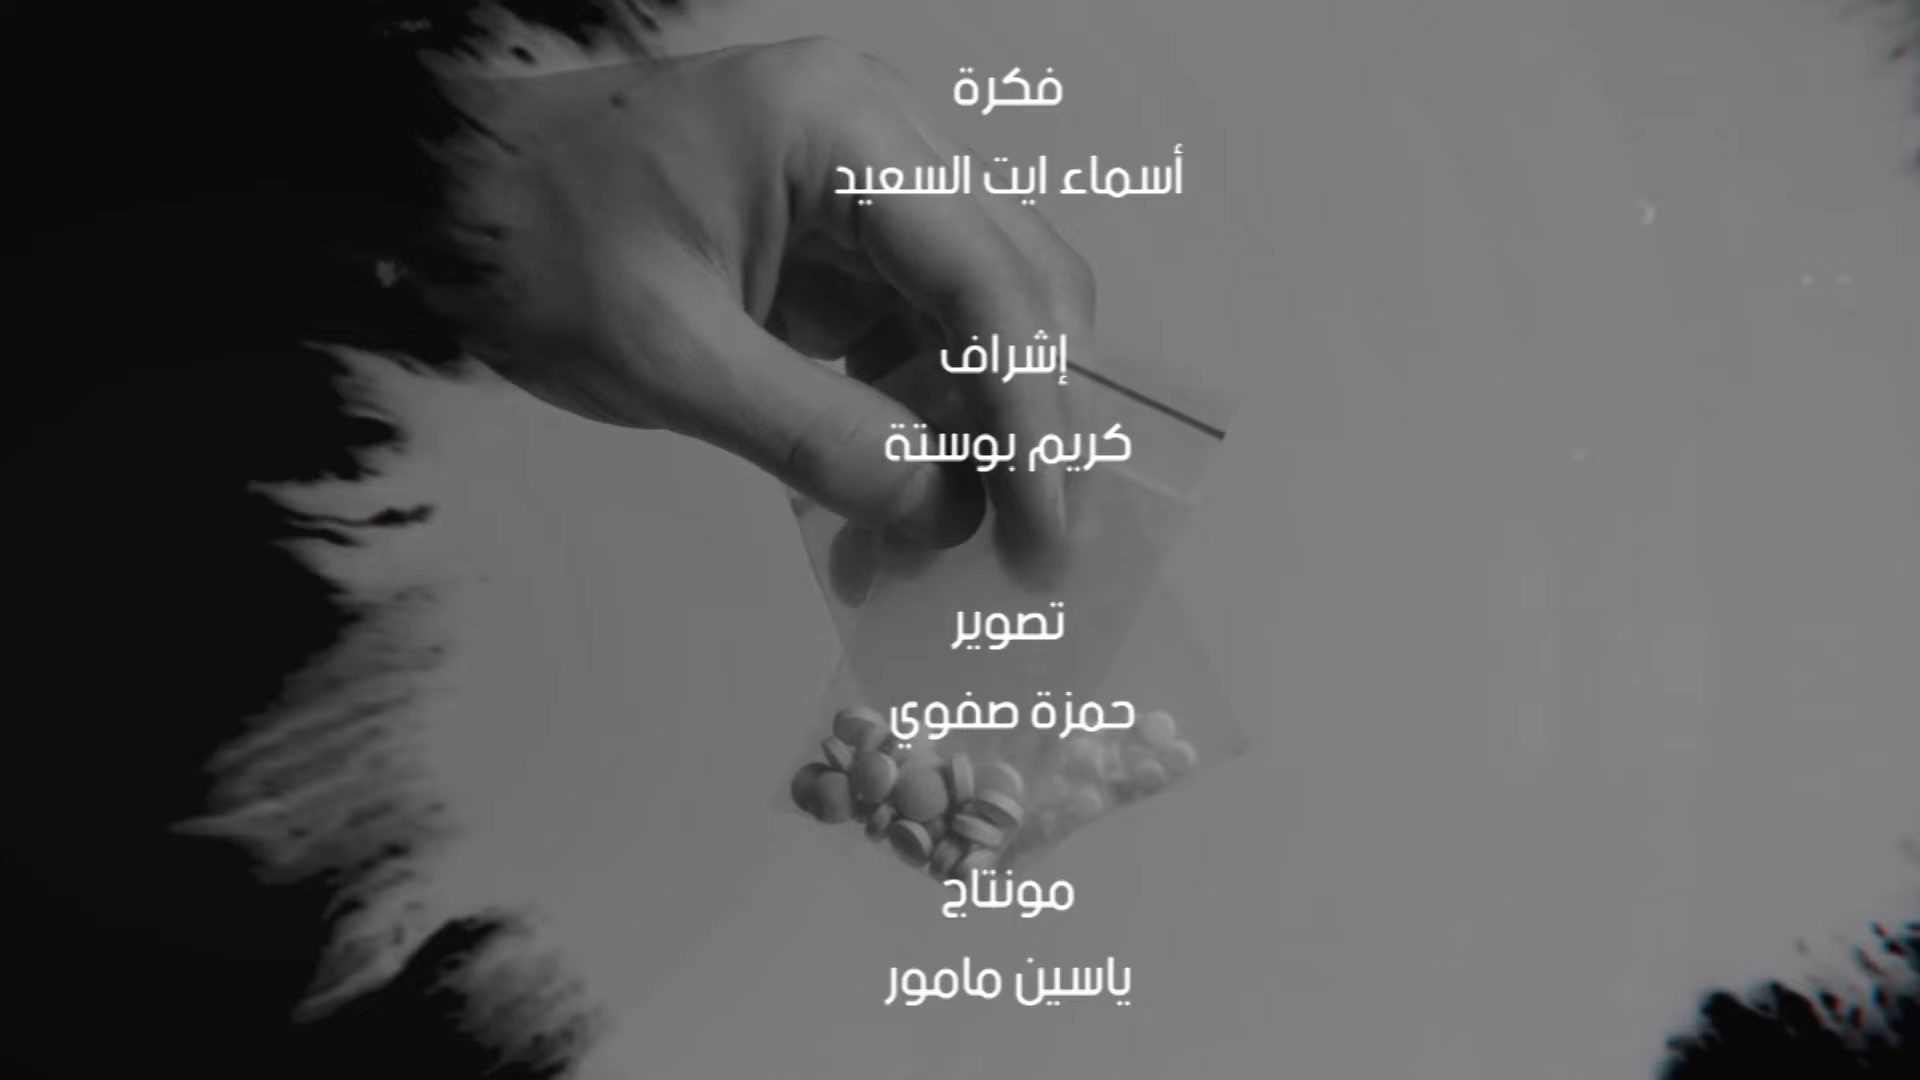 فكرة
أسماء ايت السعيد
إشراف
كريم بوستة
تصوير
حمزة صفوي
مونتاج
ياسين مامور